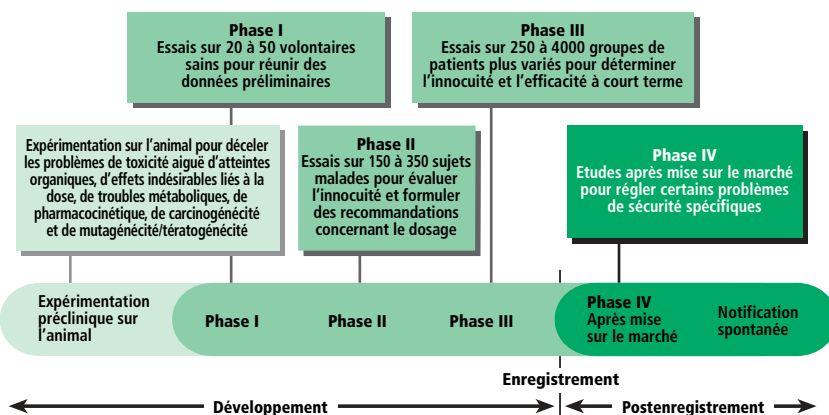 Phase I
Essais sur 20 à 50 volontaires
sains pour réunir des
données préliminaires
Phase III
Essais sur 250 à 4000 groupes de
patients plus variés pour déterminer
l'innocuité et l'efficacité à court terme
Expérimentation sur l'animal pour déceler
les problèmes de toxicité aiguë d'atteintes
organiques, d'effets indésirables liés à la
dose, de troubles métaboliques, de
pharmacocinétique, de carcinogénécité
et de mutagénécité/tératogénécité
Phase II
Essais sur 150 à 350 sujets
malades pour évaluer
l'innocuité et formuler
des recommandations
concernant le dosage
Phase IV
Etudes après mise sur le marché
pour régler certains problèmes
de sécurité spécifiques
Expérimentation
préclinique sur
l'animal
Phase I
Phase II
Phase III
Phase IV
Après mise
sur le marché
Notification
spontanée
Enregistrement
Développement
Postenregistrement